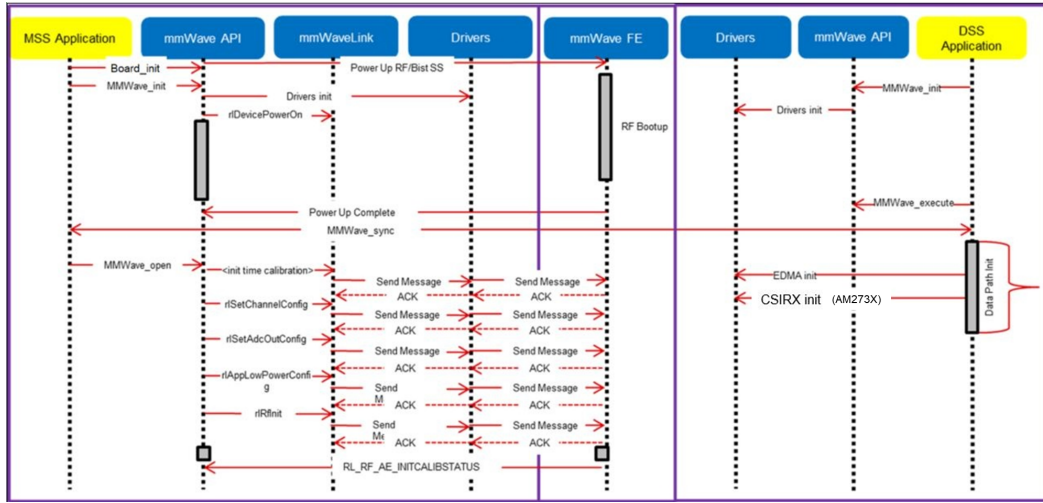 MSS Application
mmWave API
mmWaveLink
Drivers
mmWave FE
Drivers
mmWave API
DSS
Application
Board_init
Power Up RF/Bist SS
MMWave_init
MMWave_init
Drivers init
Drivers init
rlDevicePowerOn
RF Bootup
MMWave_execute
Power Up Complete
MMWave_sync
MMWave_open
<init time calibration>
EDMA init
Send Message
Send Message
ACK
ACK
CSIRX init (AM273X)
Data Path Init
rlSetChannelConfig
Send Message
Send Message
ACK
ACK
rlSetAdcOutConfig
Send Message
Send Message
ACK
ACK
rlAppLowPowerConfi
g
Send
Send Message
ACK
ACK
rlRfInit
Send
Send Message
ACK
ACK
RL_RF_AE_INITCALIBSTATUS